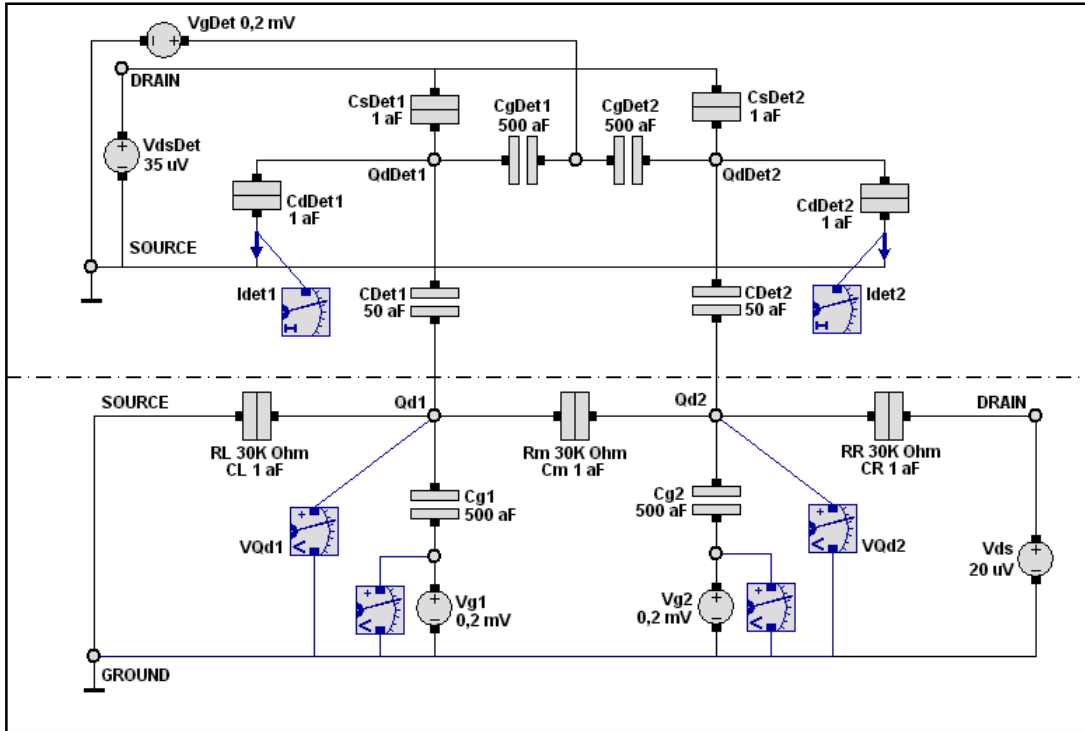 VgDet 0,2 mV
DRAIN
CsDet1
1 aF
CgDet1
500 aF
CgDet2
500 aF
CsDet2
1 aF
VdsDet
35 uV
QdDet1
QdDet2
CdDet1
1 aF
CdDet2
1 aF
SOURCE
Idet1
CDet1
50 aF
CDet2
50 aF
Idet2
SOURCE
Qd1
Qd2
DRAIN
RL 30K Ohm
CL 1 aF
Rm 30K Ohm
Cm 1 aF
RR 30K Ohm
CR 1 aF
Cg1
500 aF
Cg2
500 aF
VQd1
VQd2
Vds
20 uV
Vg1
0,2 mV
Vg2
0,2 mV
GROUND